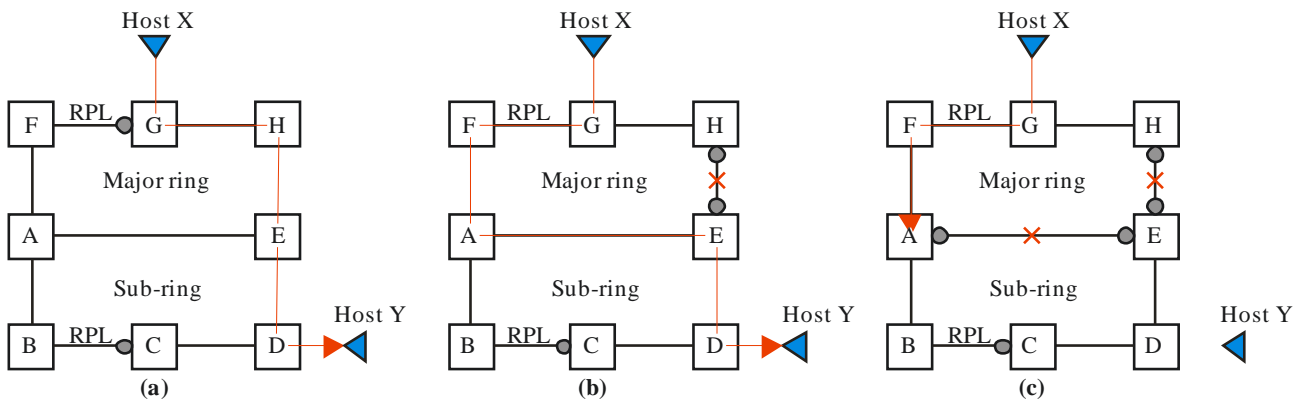 Host X Host X Host X
F RPL G H F RPL G H F RPL G H
Major ring Major ring Major ring
A E A E A E
Sub-ring Sub-ring Sub-ring
Host Y Host Y Host Y
B RPL C D B RPL C D B RPL C D
(a) (b) (c)